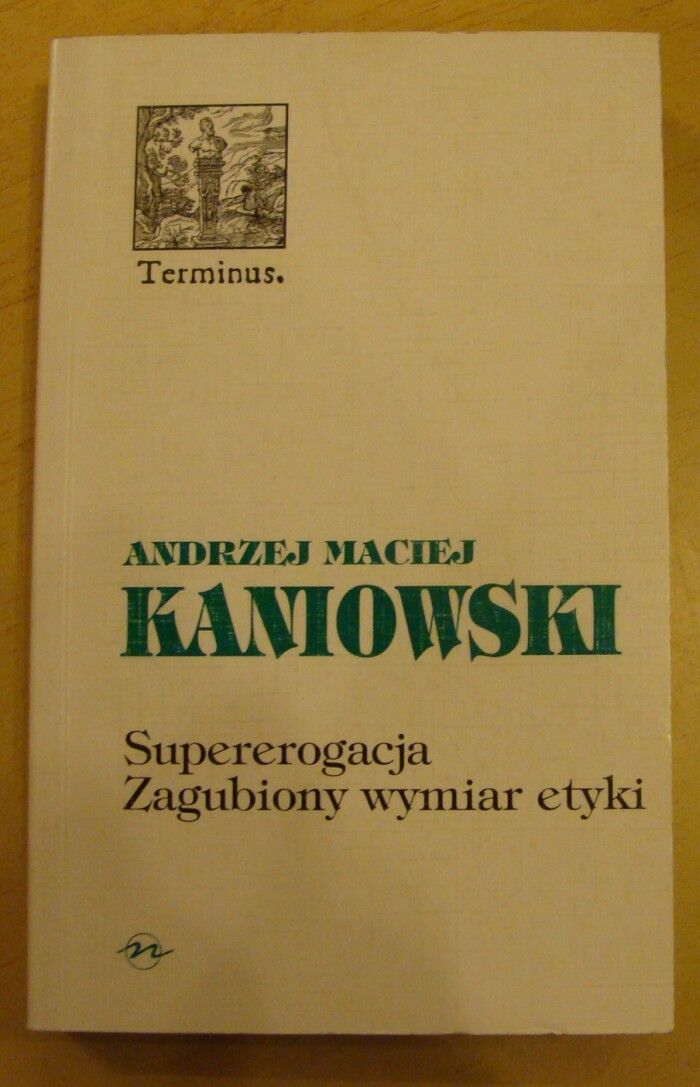 Terminus.
ANDRZEJ MACIEJ
KANIOWSKI
Supererogacja
Zagubiony wymiar etyki